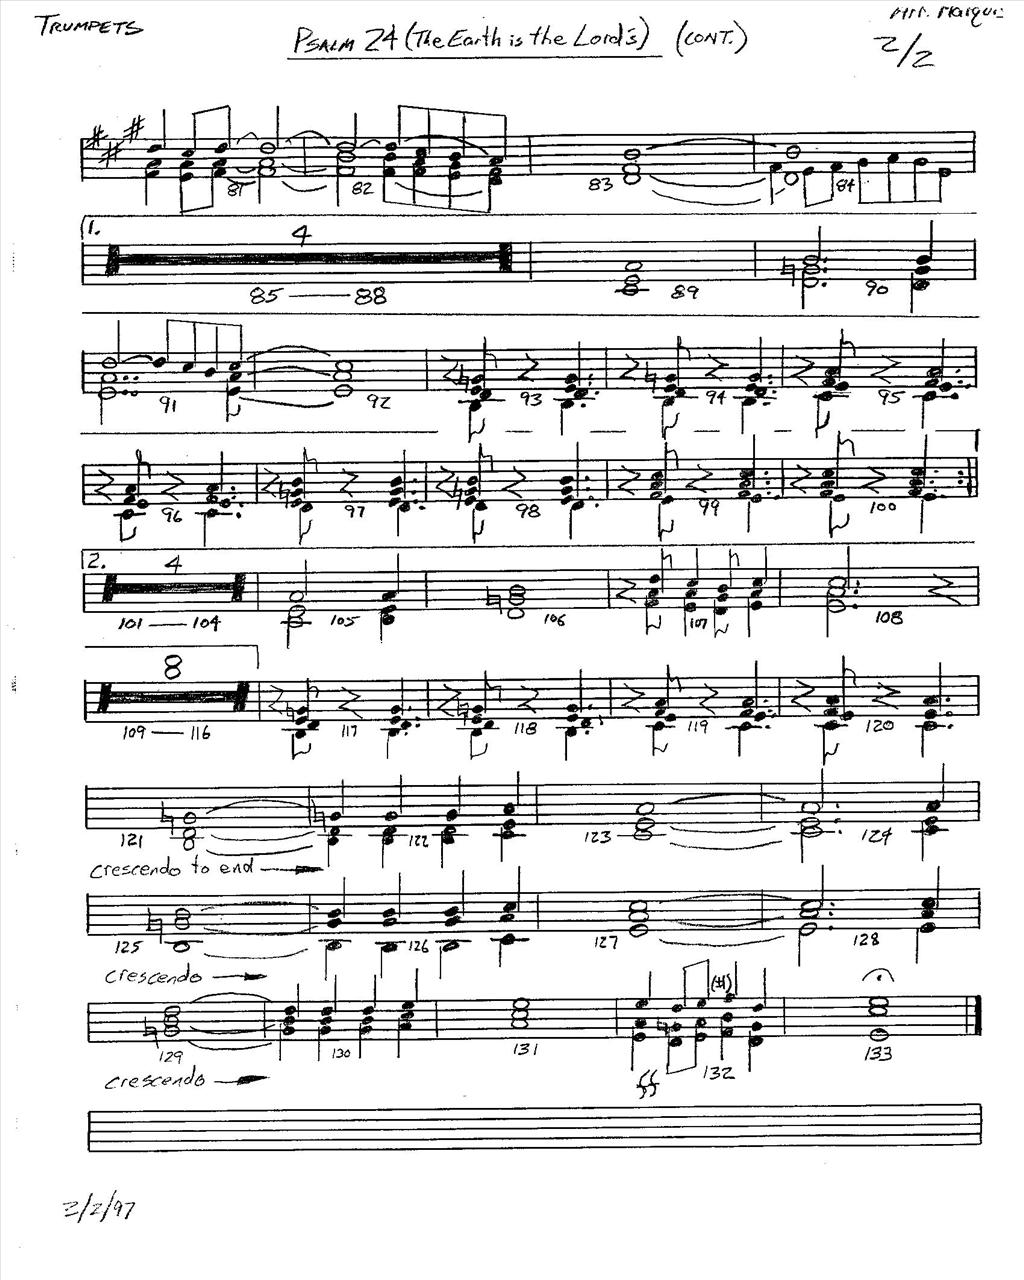 TRUMPETS
PSALM 24 (The Earth is the Lord's) (CONT.)
2/2
81 82 83 84
1. 4
85 — 88 89 90
91 92 93 94 95
96 97 98 99 100
2. 4
101 — 104 105 106 107 108
8
109 — 116 117 118 119 120
121 122 123 124
crescendo to end
125 126 127 128
crescendo
129 130 131 132 133
crescendo
ff
2/2/97